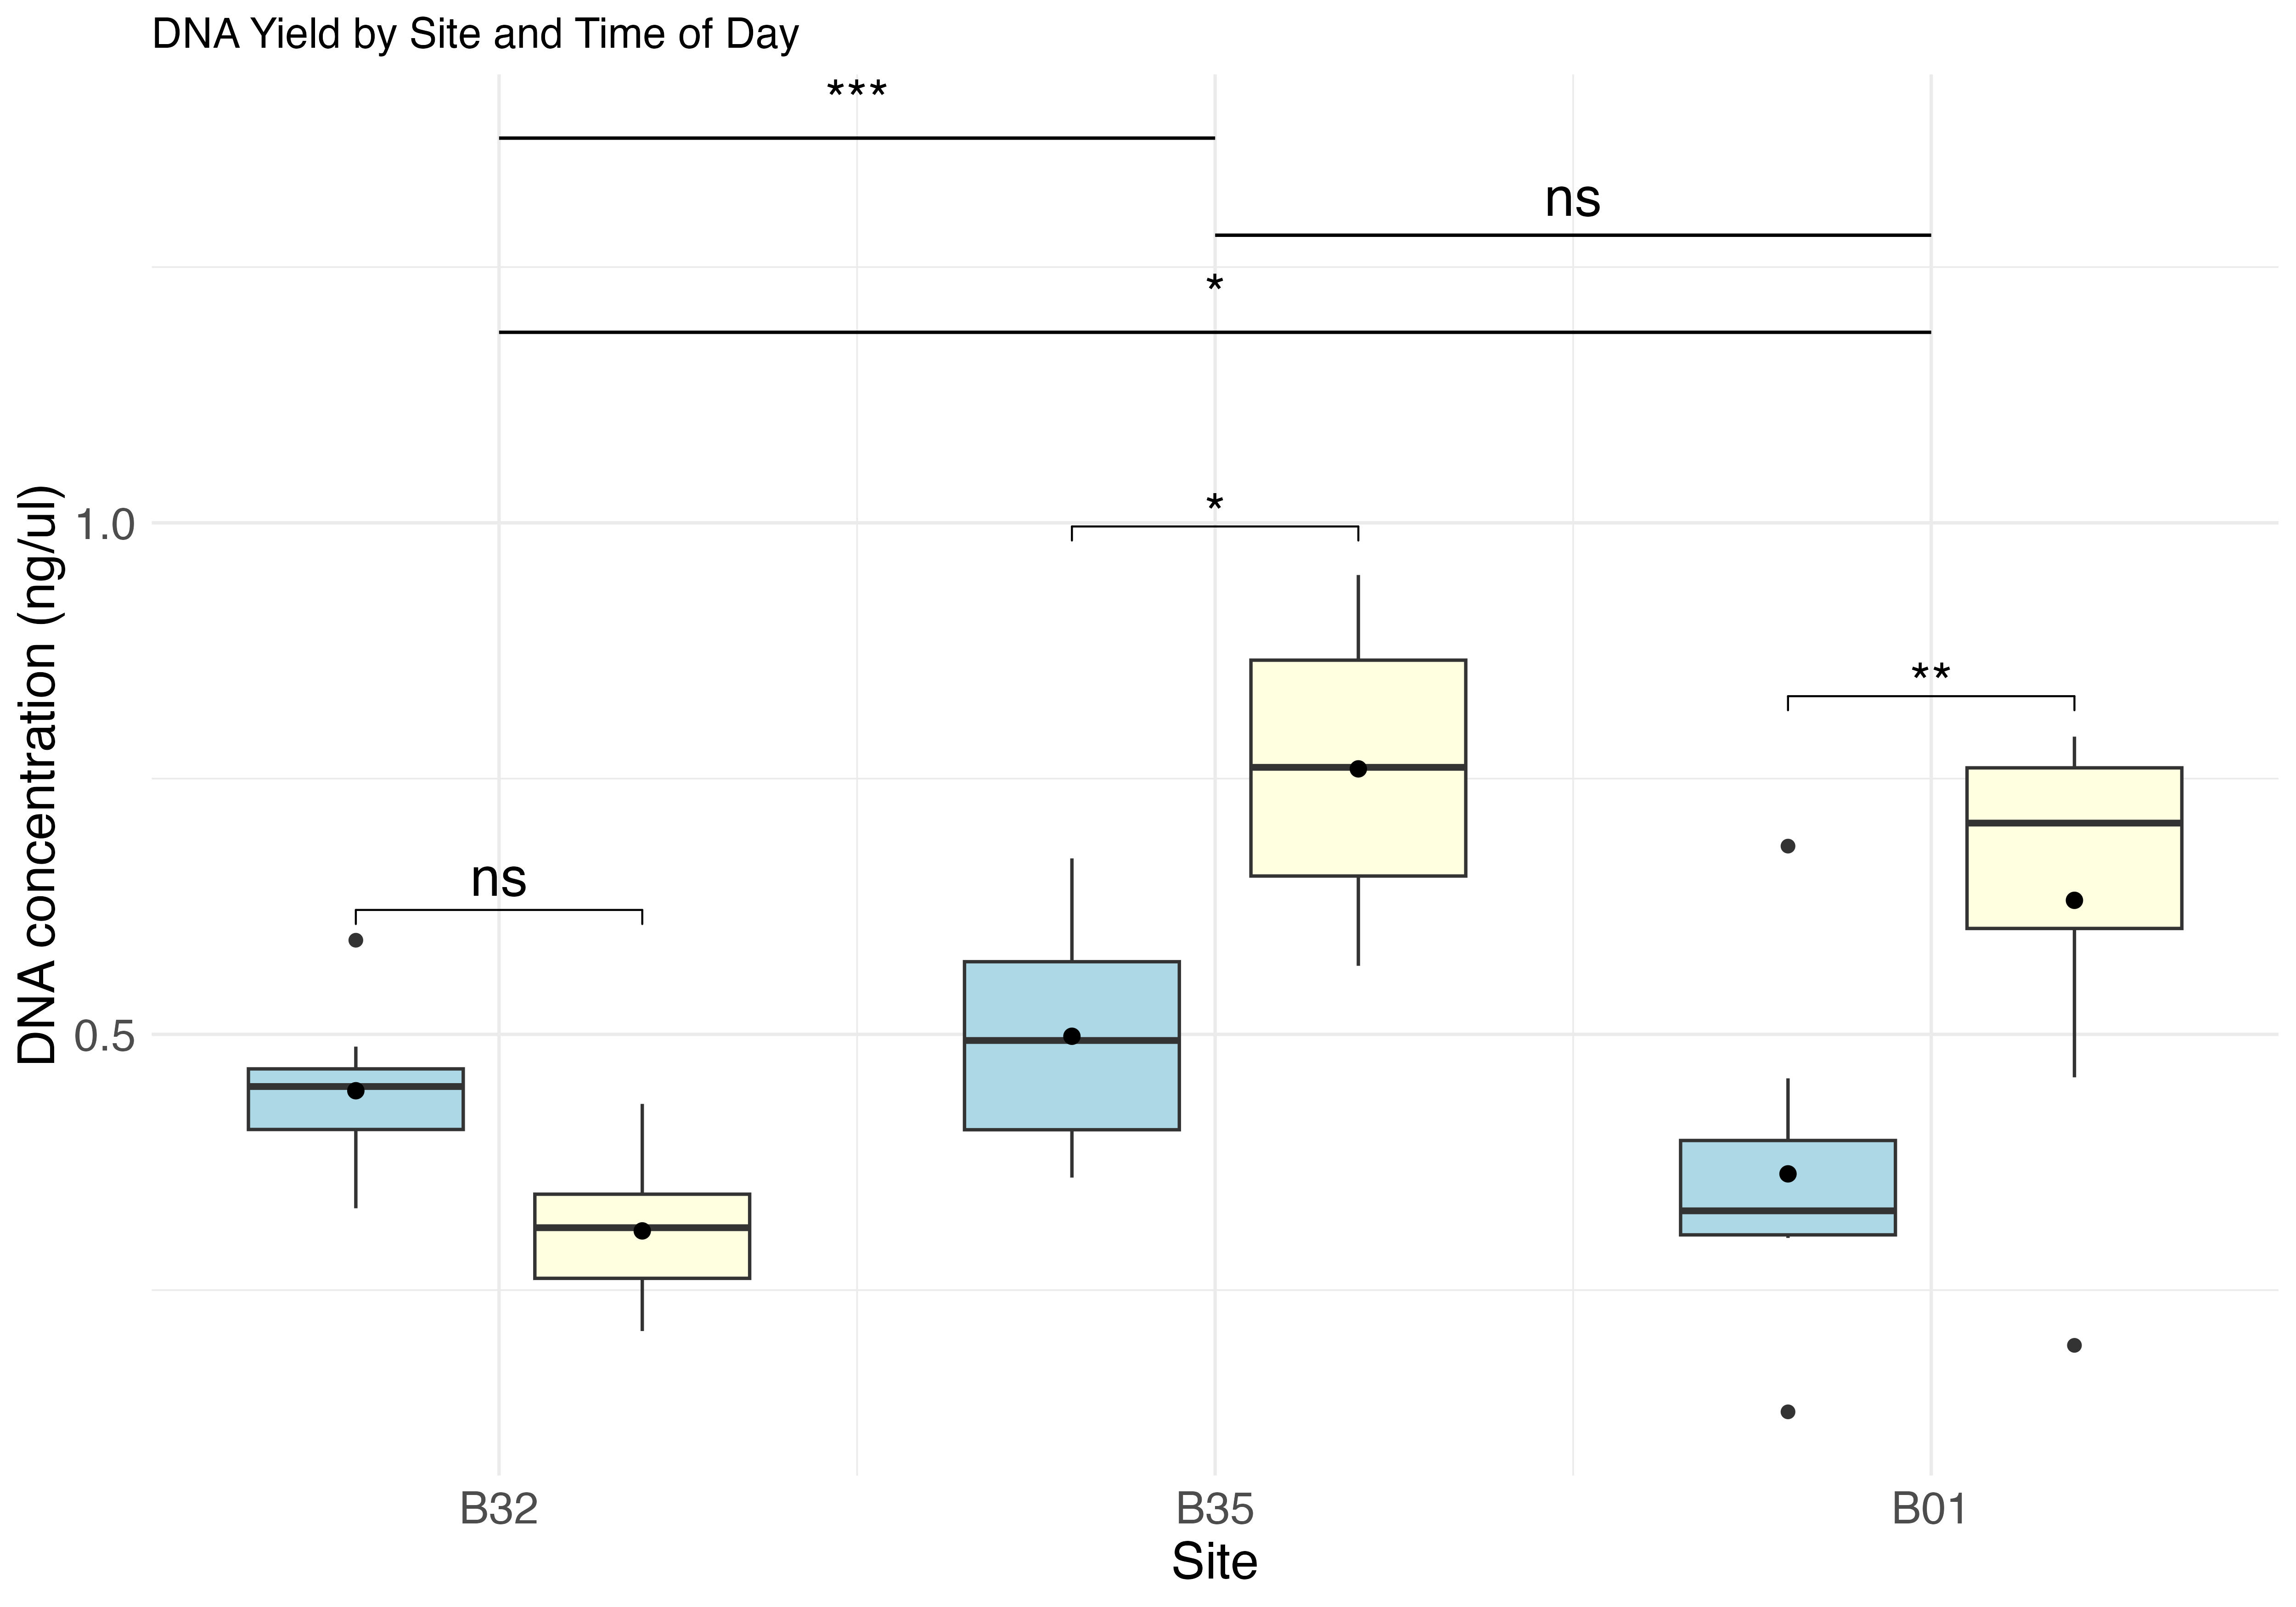 DNA Yield by Site and Time of Day
***
ns
*
DNA concentration (ng/ul)
1.0
*
**
ns
0.5
B32
B35
B01
Site